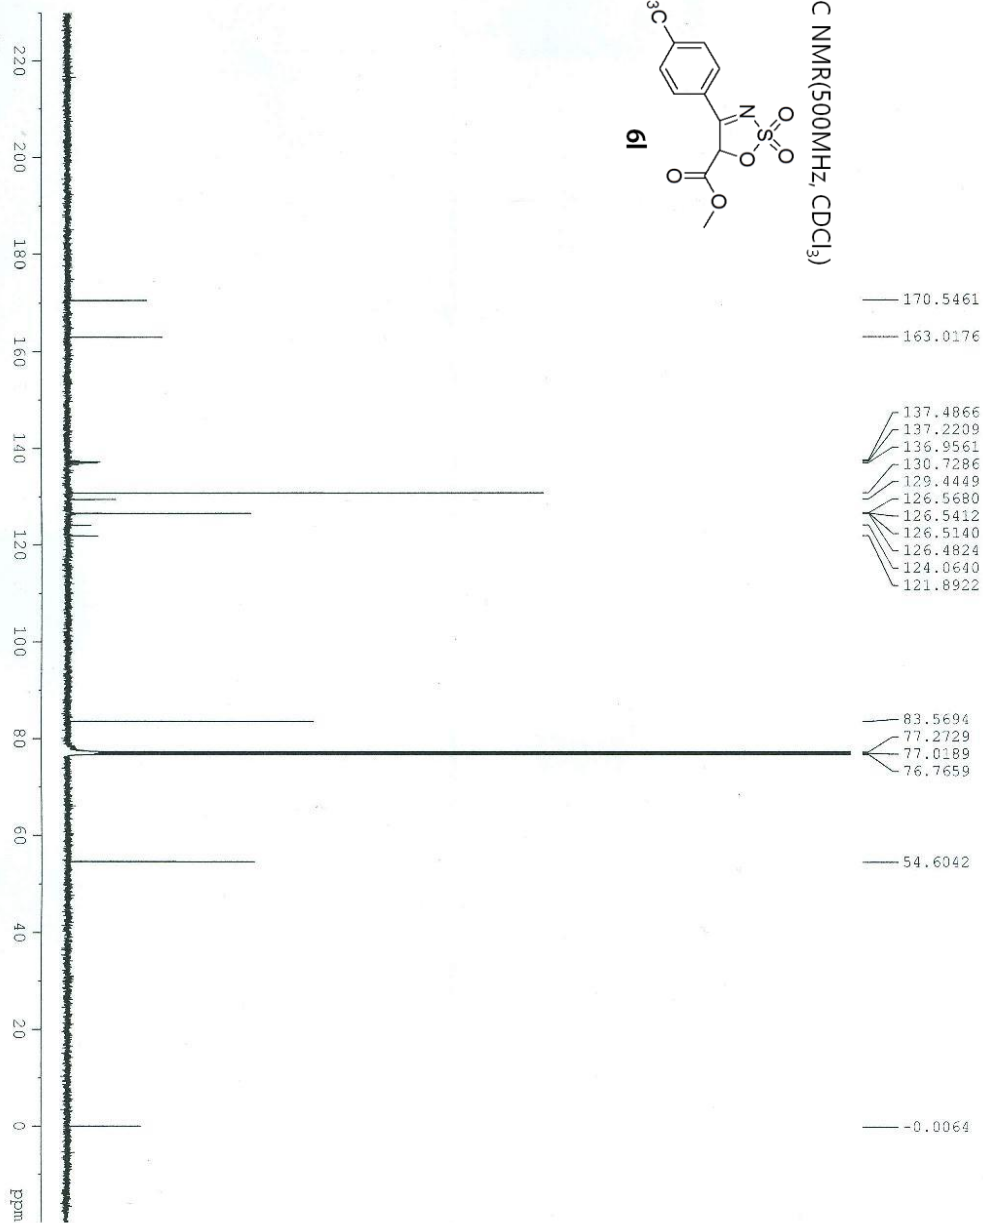 C NMR(500MHz, CDCl3)
3C
N
S
O
O
O
O
O
6l
170.5461
163.0176
137.4866
137.2209
136.9561
130.7286
129.4449
126.5680
126.5412
126.5140
126.4824
124.0640
121.8922
83.5694
77.2729
77.0189
76.7659
54.6042
-0.0064
220
200
180
160
140
120
100
80
60
40
20
0
ppm